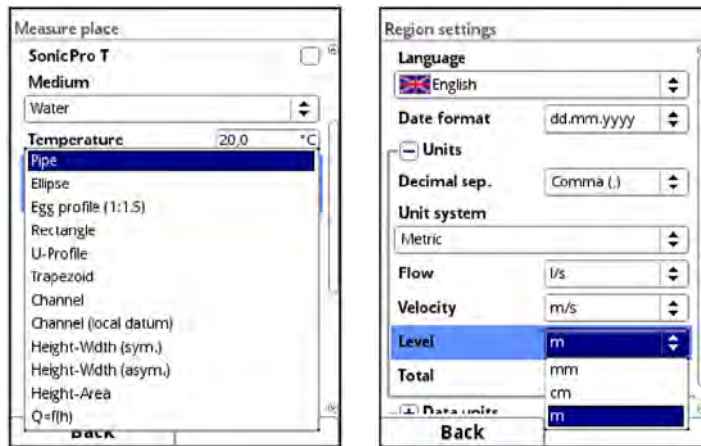 Measure place
SonicPro T
Medium
Water
Temperature 20,0 °C
Pipe
Ellipse
Egg profile (1:1.5)
Rectangle
U-Profile
Trapezoid
Channel
Channel (local datum)
Height-Width (sym.)
Height-Width (asym.)
Height-Area
Q=f(h)
Back
Region settings
Language
English
Date format dd.mm.yyyy
Units
Decimal sep. Comma (,)
Unit system
Metric
Flow l/s
Velocity m/s
Level m
Total
mm
cm
m
Data units
Back